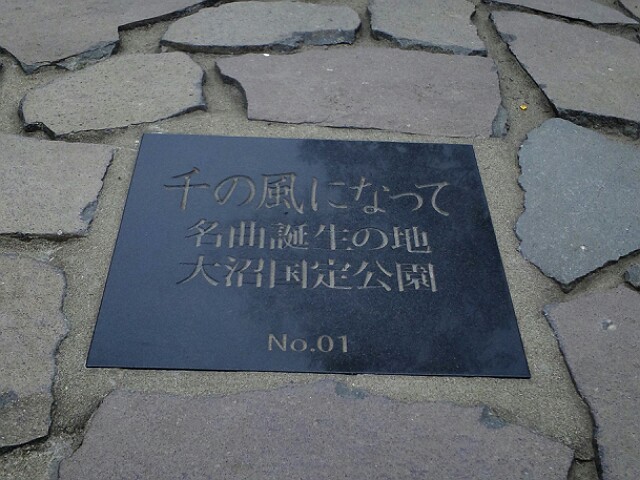 千の風になって
名曲誕生の地
大沼国定公園
No.01